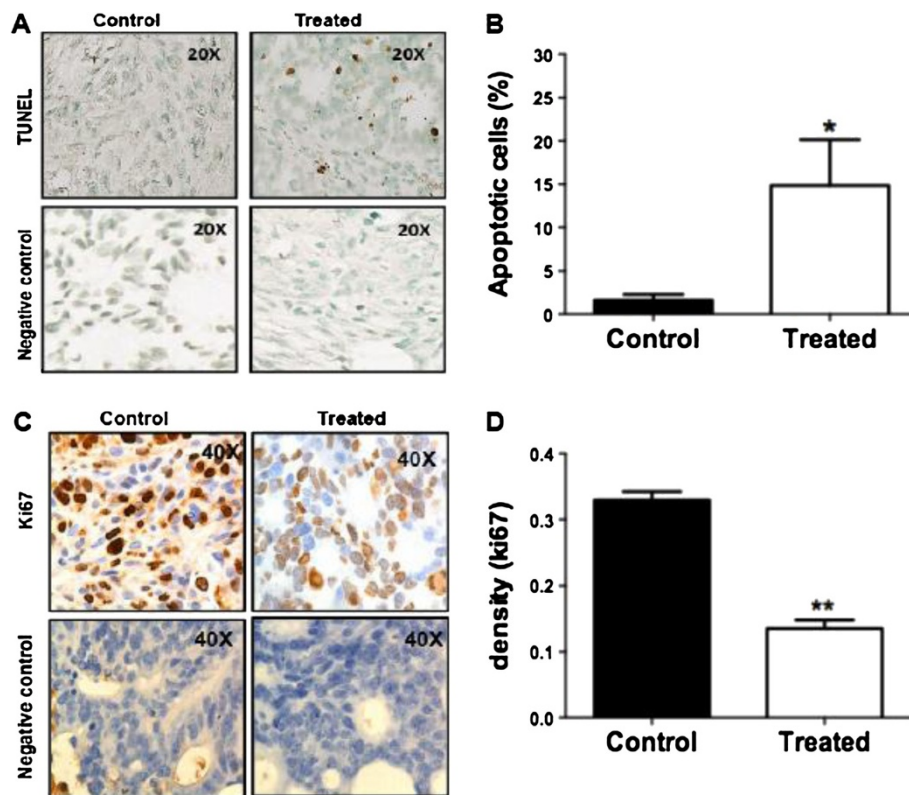 A
Control
Treated
TUNEL
20X
20X
Negative control
20X
20X
B
Apoptotic cells (%)
30
25
20
15
10
5
0
*
Control
Treated
C
Control
Treated
Ki67
40X
40X
Negative control
40X
40X
D
density (ki67)
0.4
0.3
0.2
0.1
0.0
**
Control
Treated